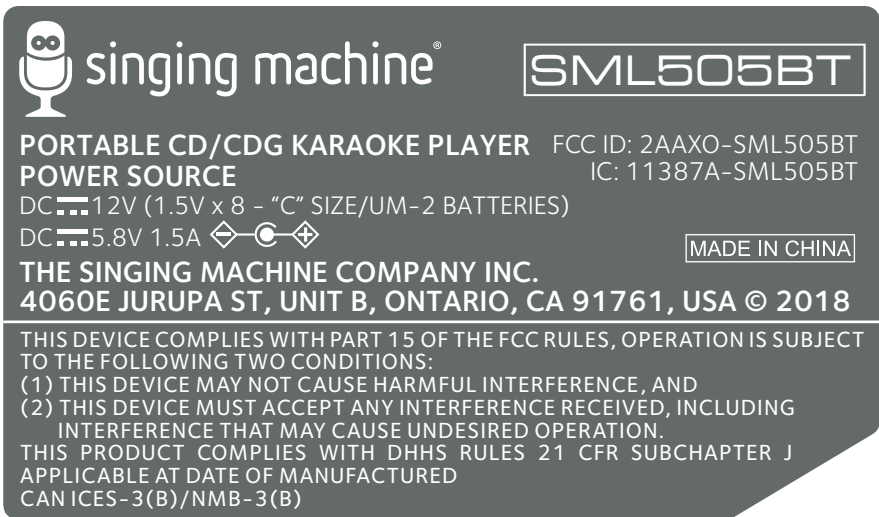 singing machine®
SML505BT
PORTABLE CD/CDG KARAOKE PLAYER
FCC ID: 2AAXO-SML505BT
POWER SOURCE
IC: 11387A-SML505BT
DC 12V (1.5V x 8 - “C” SIZE/UM-2 BATTERIES)
DC 5.8V 1.5A
MADE IN CHINA
THE SINGING MACHINE COMPANY INC.
4060E JURUPA ST, UNIT B, ONTARIO, CA 91761, USA © 2018
THIS DEVICE COMPLIES WITH PART 15 OF THE FCC RULES, OPERATION IS SUBJECT
TO THE FOLLOWING TWO CONDITIONS:
(1) THIS DEVICE MAY NOT CAUSE HARMFUL INTERFERENCE, AND
(2) THIS DEVICE MUST ACCEPT ANY INTERFERENCE RECEIVED, INCLUDING
INTERFERENCE THAT MAY CAUSE UNDESIRED OPERATION.
THIS PRODUCT COMPLIES WITH DHHS RULES 21 CFR SUBCHAPTER J
APPLICABLE AT DATE OF MANUFACTURED
CAN ICES-3(B)/NMB-3(B)